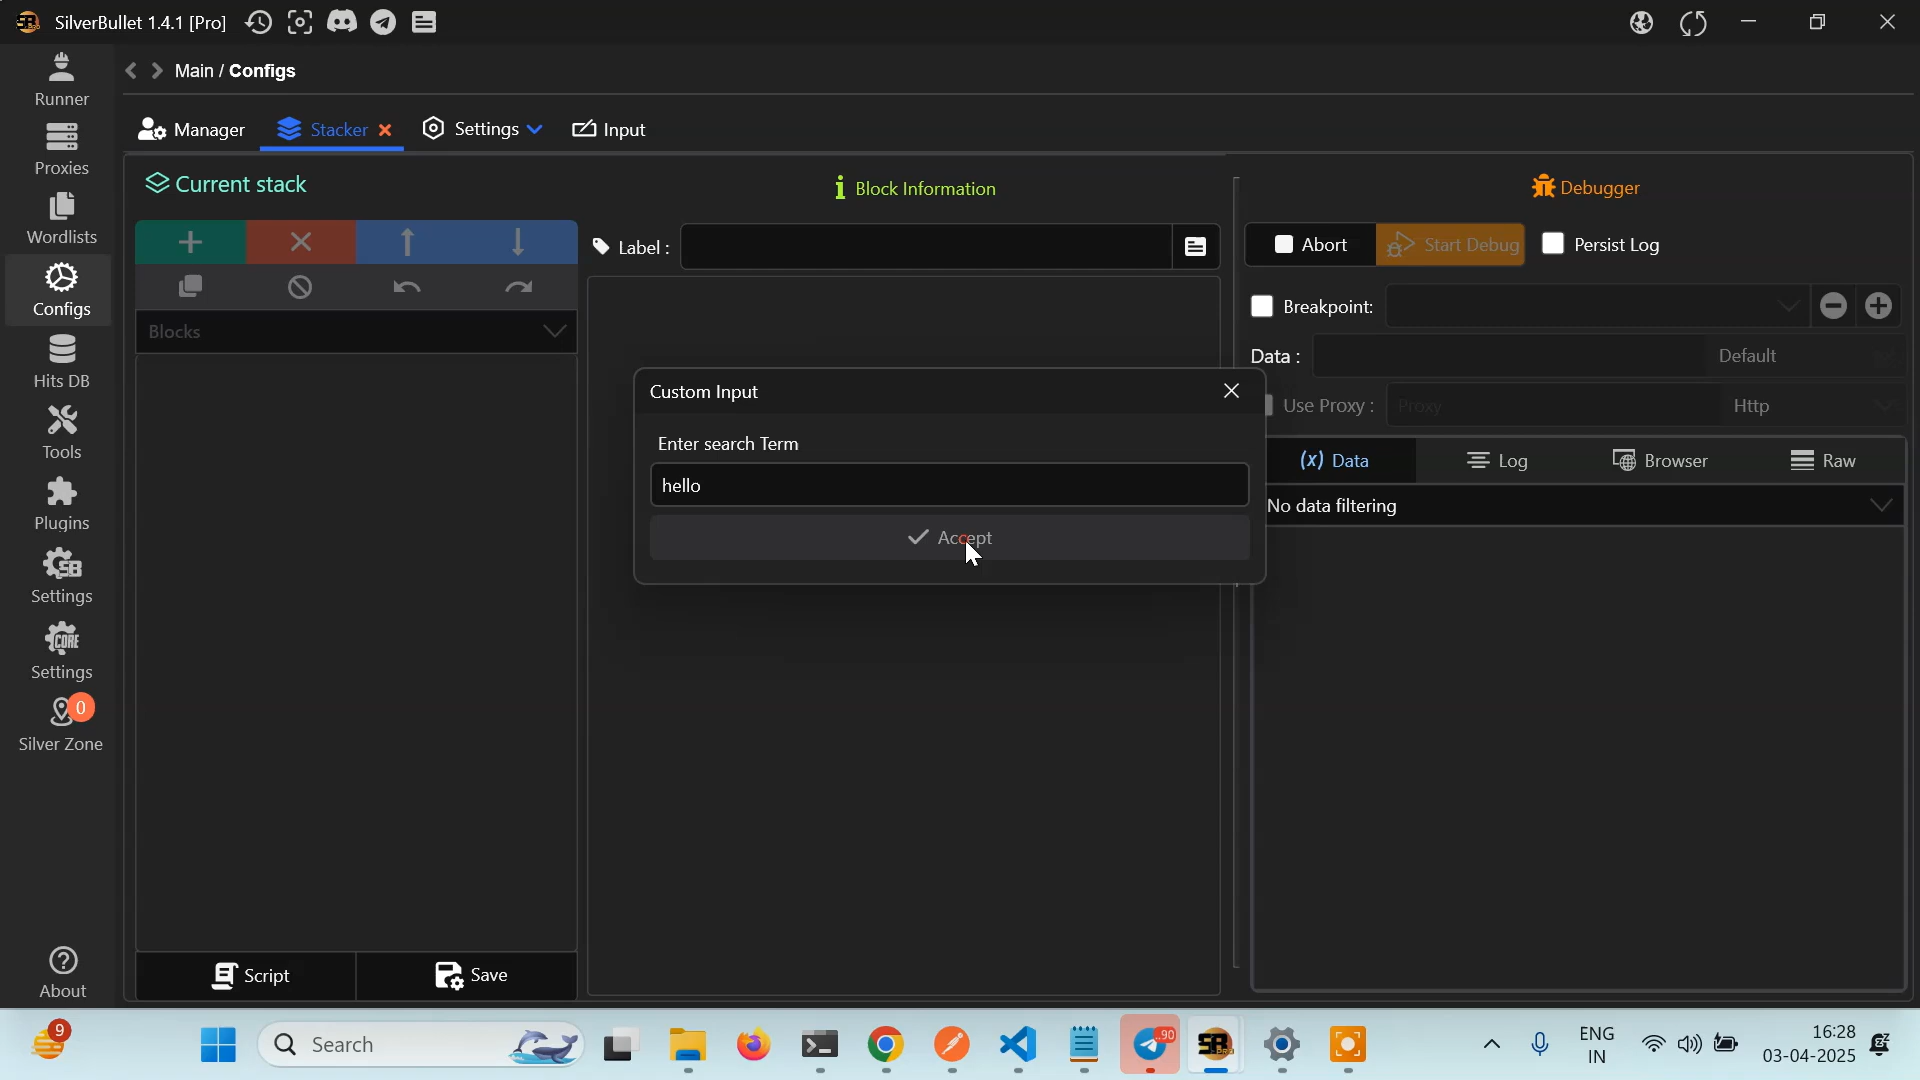 SilverBullet 1.4.1 [Pro]
Runner
Proxies
Wordlists
Configs
Hits DB
Tools
Plugins
Settings
Settings
0
Silver Zone
About
Main / Configs
Manager
Stacker
Settings
Input
Current stack
Blocks
Script
Save
Block Information
Label :
Custom Input
Enter search Term
hello
Accept
Debugger
Abort
Start Debug
Persist Log
Breakpoint:
Data :
Default
Use Proxy :
Proxy
Http
(x) Data
Log
Browser
Raw
No data filtering
9
Search
90
ENG
IN
16:28
03-04-2025